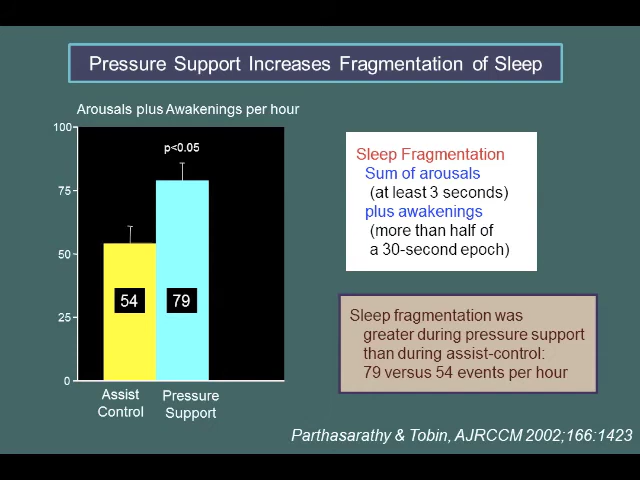 Pressure Support Increases Fragmentation of Sleep
Arousals plus Awakenings per hour
100
75
50
25
0
p<0.05
54
79
Assist
Control
Pressure
Support
Sleep Fragmentation
Sum of arousals
(at least 3 seconds)
plus awakenings
(more than half of
a 30-second epoch)
Sleep fragmentation was
greater during pressure support
than during assist-control:
79 versus 54 events per hour
Parthasarathy & Tobin, AJRCCM 2002;166:1423